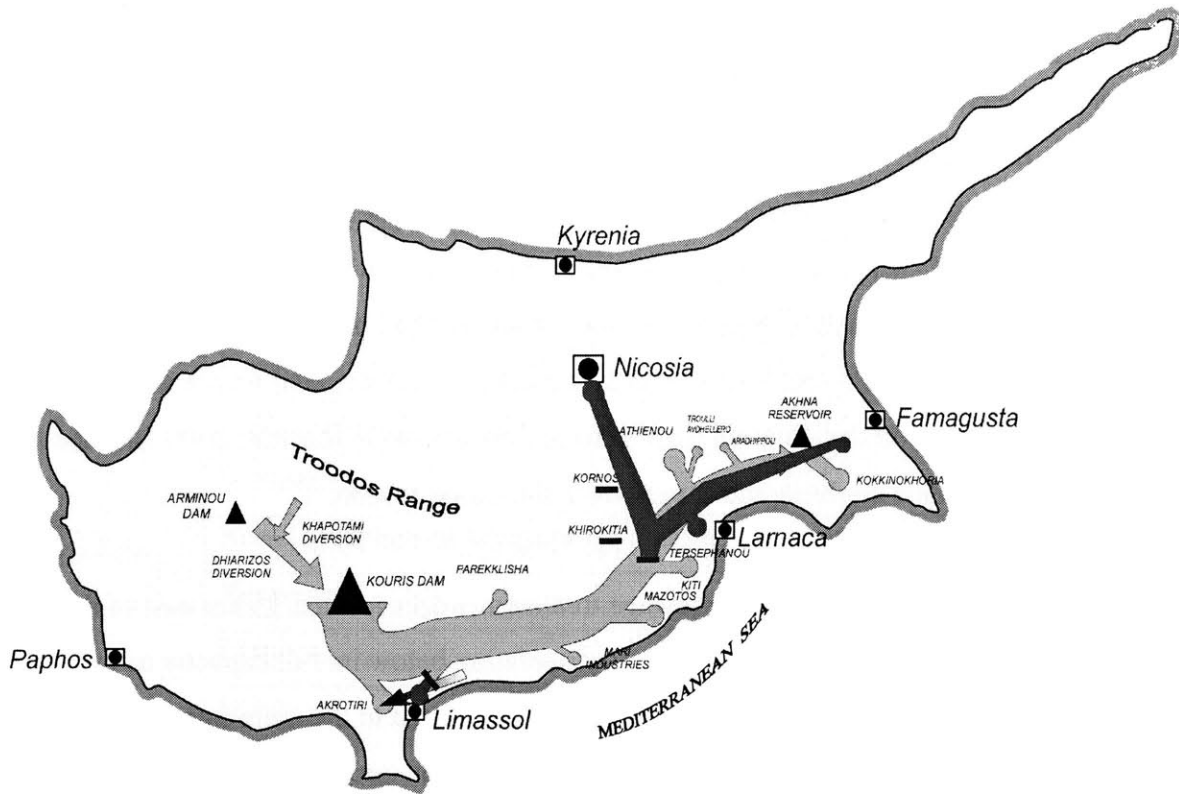 Kyrenia
Nicosia
AKHNA
RESERVOIR
Famagusta
TROULLI
AVDHELLERO
ATHIENOU
ARADHIPPOU
KORNOS
KOKKINOKHORIA
Troodos Range
ARMINOU
DAM
KHAPOTAMI
DIVERSION
KHIROKITIA
Larnaca
TERSEPHANOU
DHIARIZOS
DIVERSION
PAREKKLISHA
KOURIS DAM
KITI
MAZOTOS
Paphos
MARI
INDUSTRIES
MEDITERRANEAN SEA
AKROTIRI
Limassol